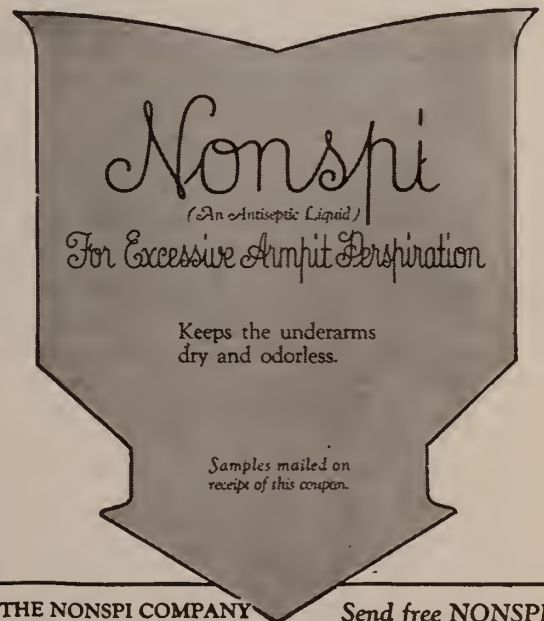 Nonspi
(An Antiseptic Liquid)
For Excessive Armpit Perspiration
Keeps the underarms
dry and odorless.
Samples mailed on
receipt of this coupon.
THE NONSPI COMPANY Send free NONSPI